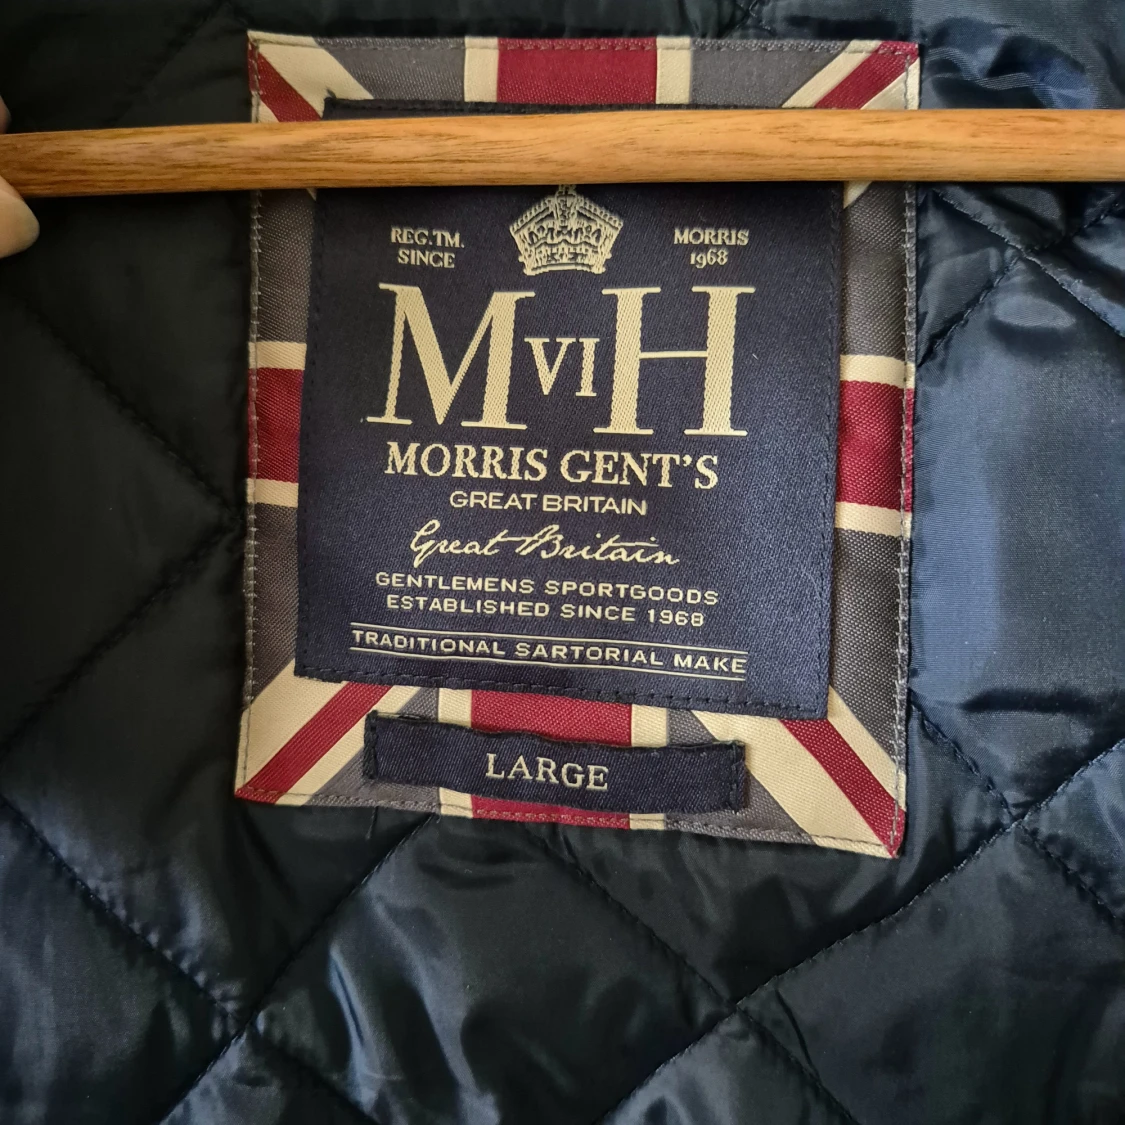 REG.TM. MORRIS
SINCE 1968
M VI H
MORRIS GENT'S
GREAT BRITAIN
Great Britain
GENTLEMENS SPORTGOODS
ESTABLISHED SINCE 1968
TRADITIONAL SARTORIAL MAKE
LARGE